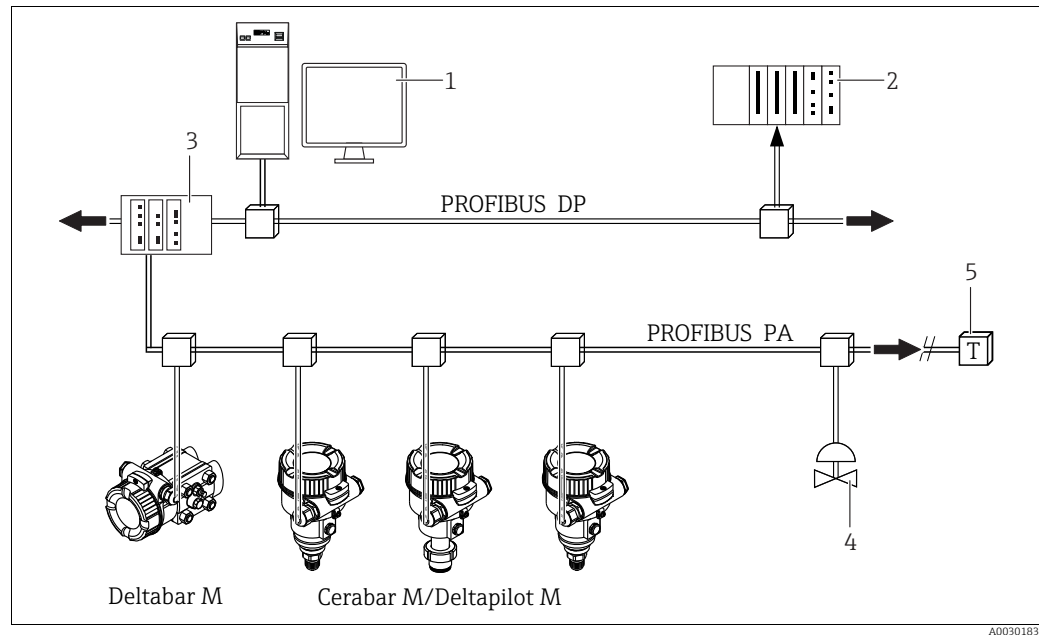 1
2
3
PROFIBUS DP
5
PROFIBUS PA
T
4
Deltabar M
Cerabar M/Deltapilot M
A0030183